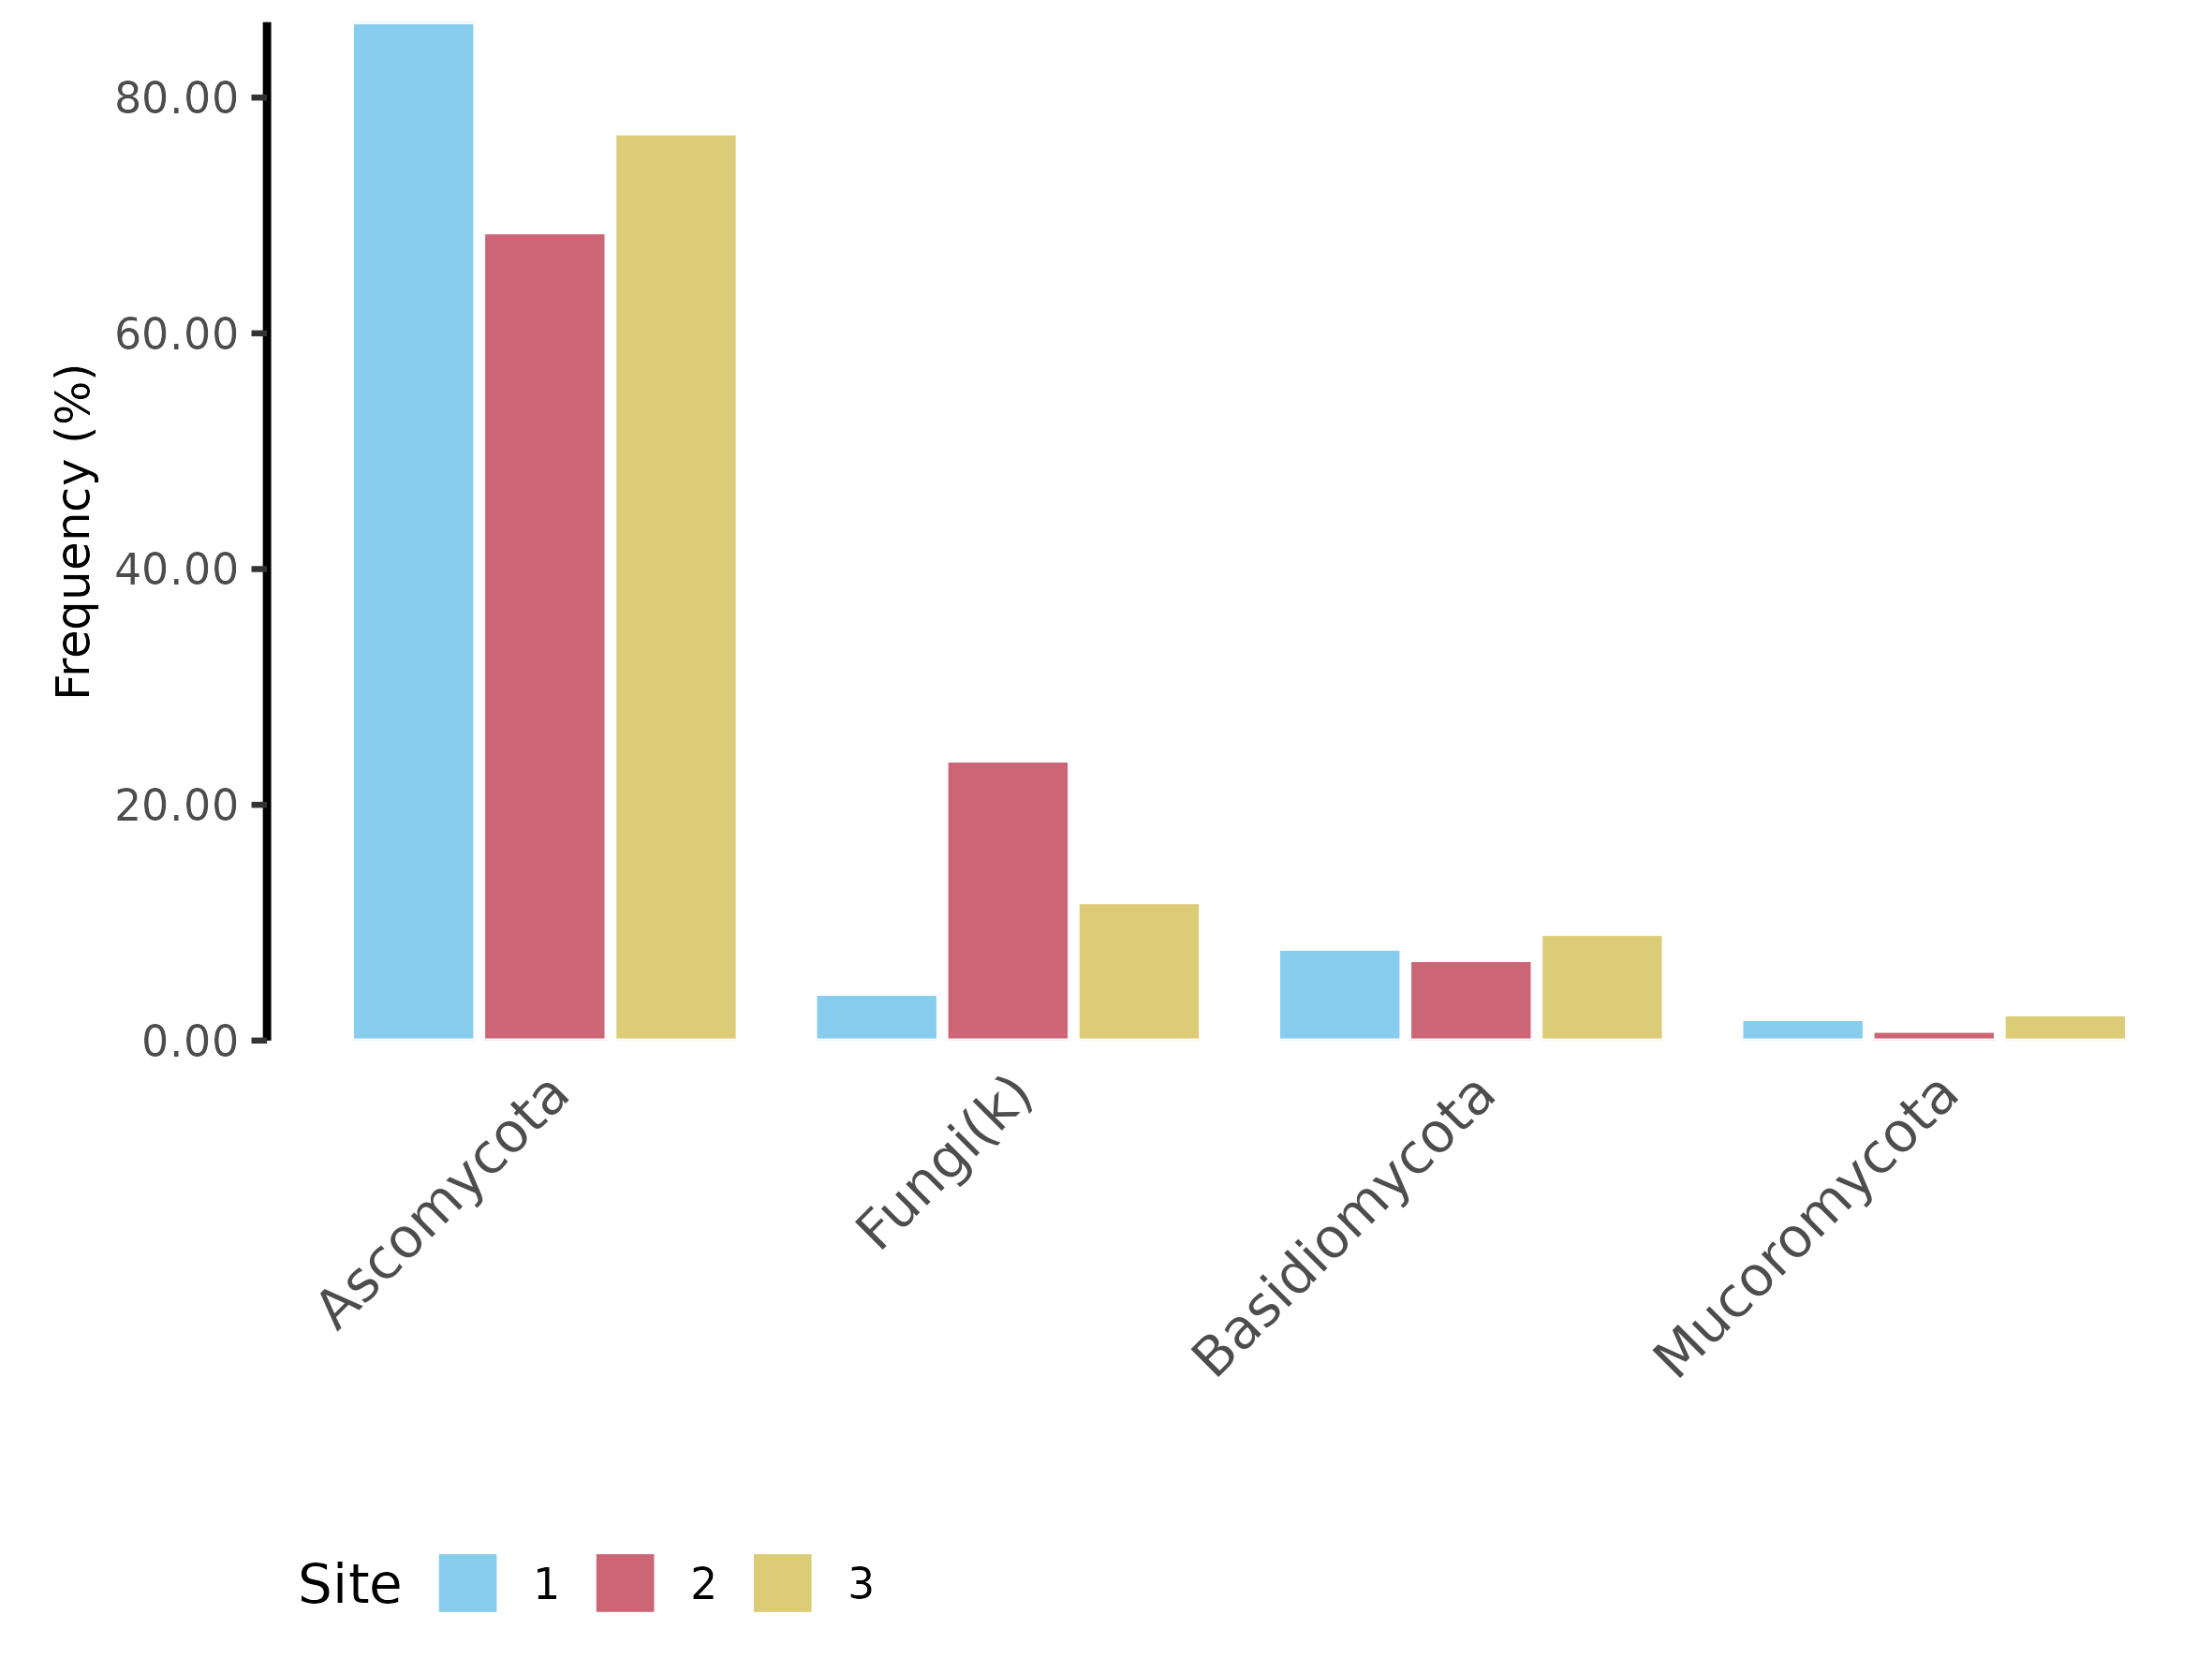 Frequency (%)
80.00
60.00
40.00
20.00
0.00
Ascomycota
Fungi(k)
Basidiomycota
Mucoromycota
Site 1 2 3